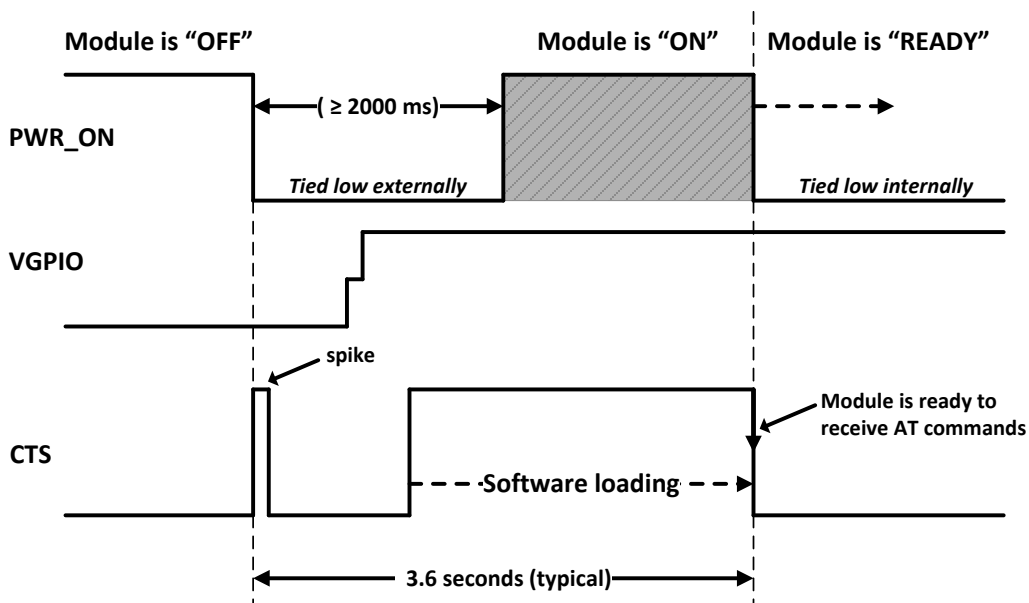 Module is “OFF”
Module is “ON”
Module is “READY”
PWR_ON
( ≥ 2000 ms)
Tied low externally
Tied low internally
VGPIO
spike
CTS
Module is ready to
receive AT commands
Software loading
3.6 seconds (typical)